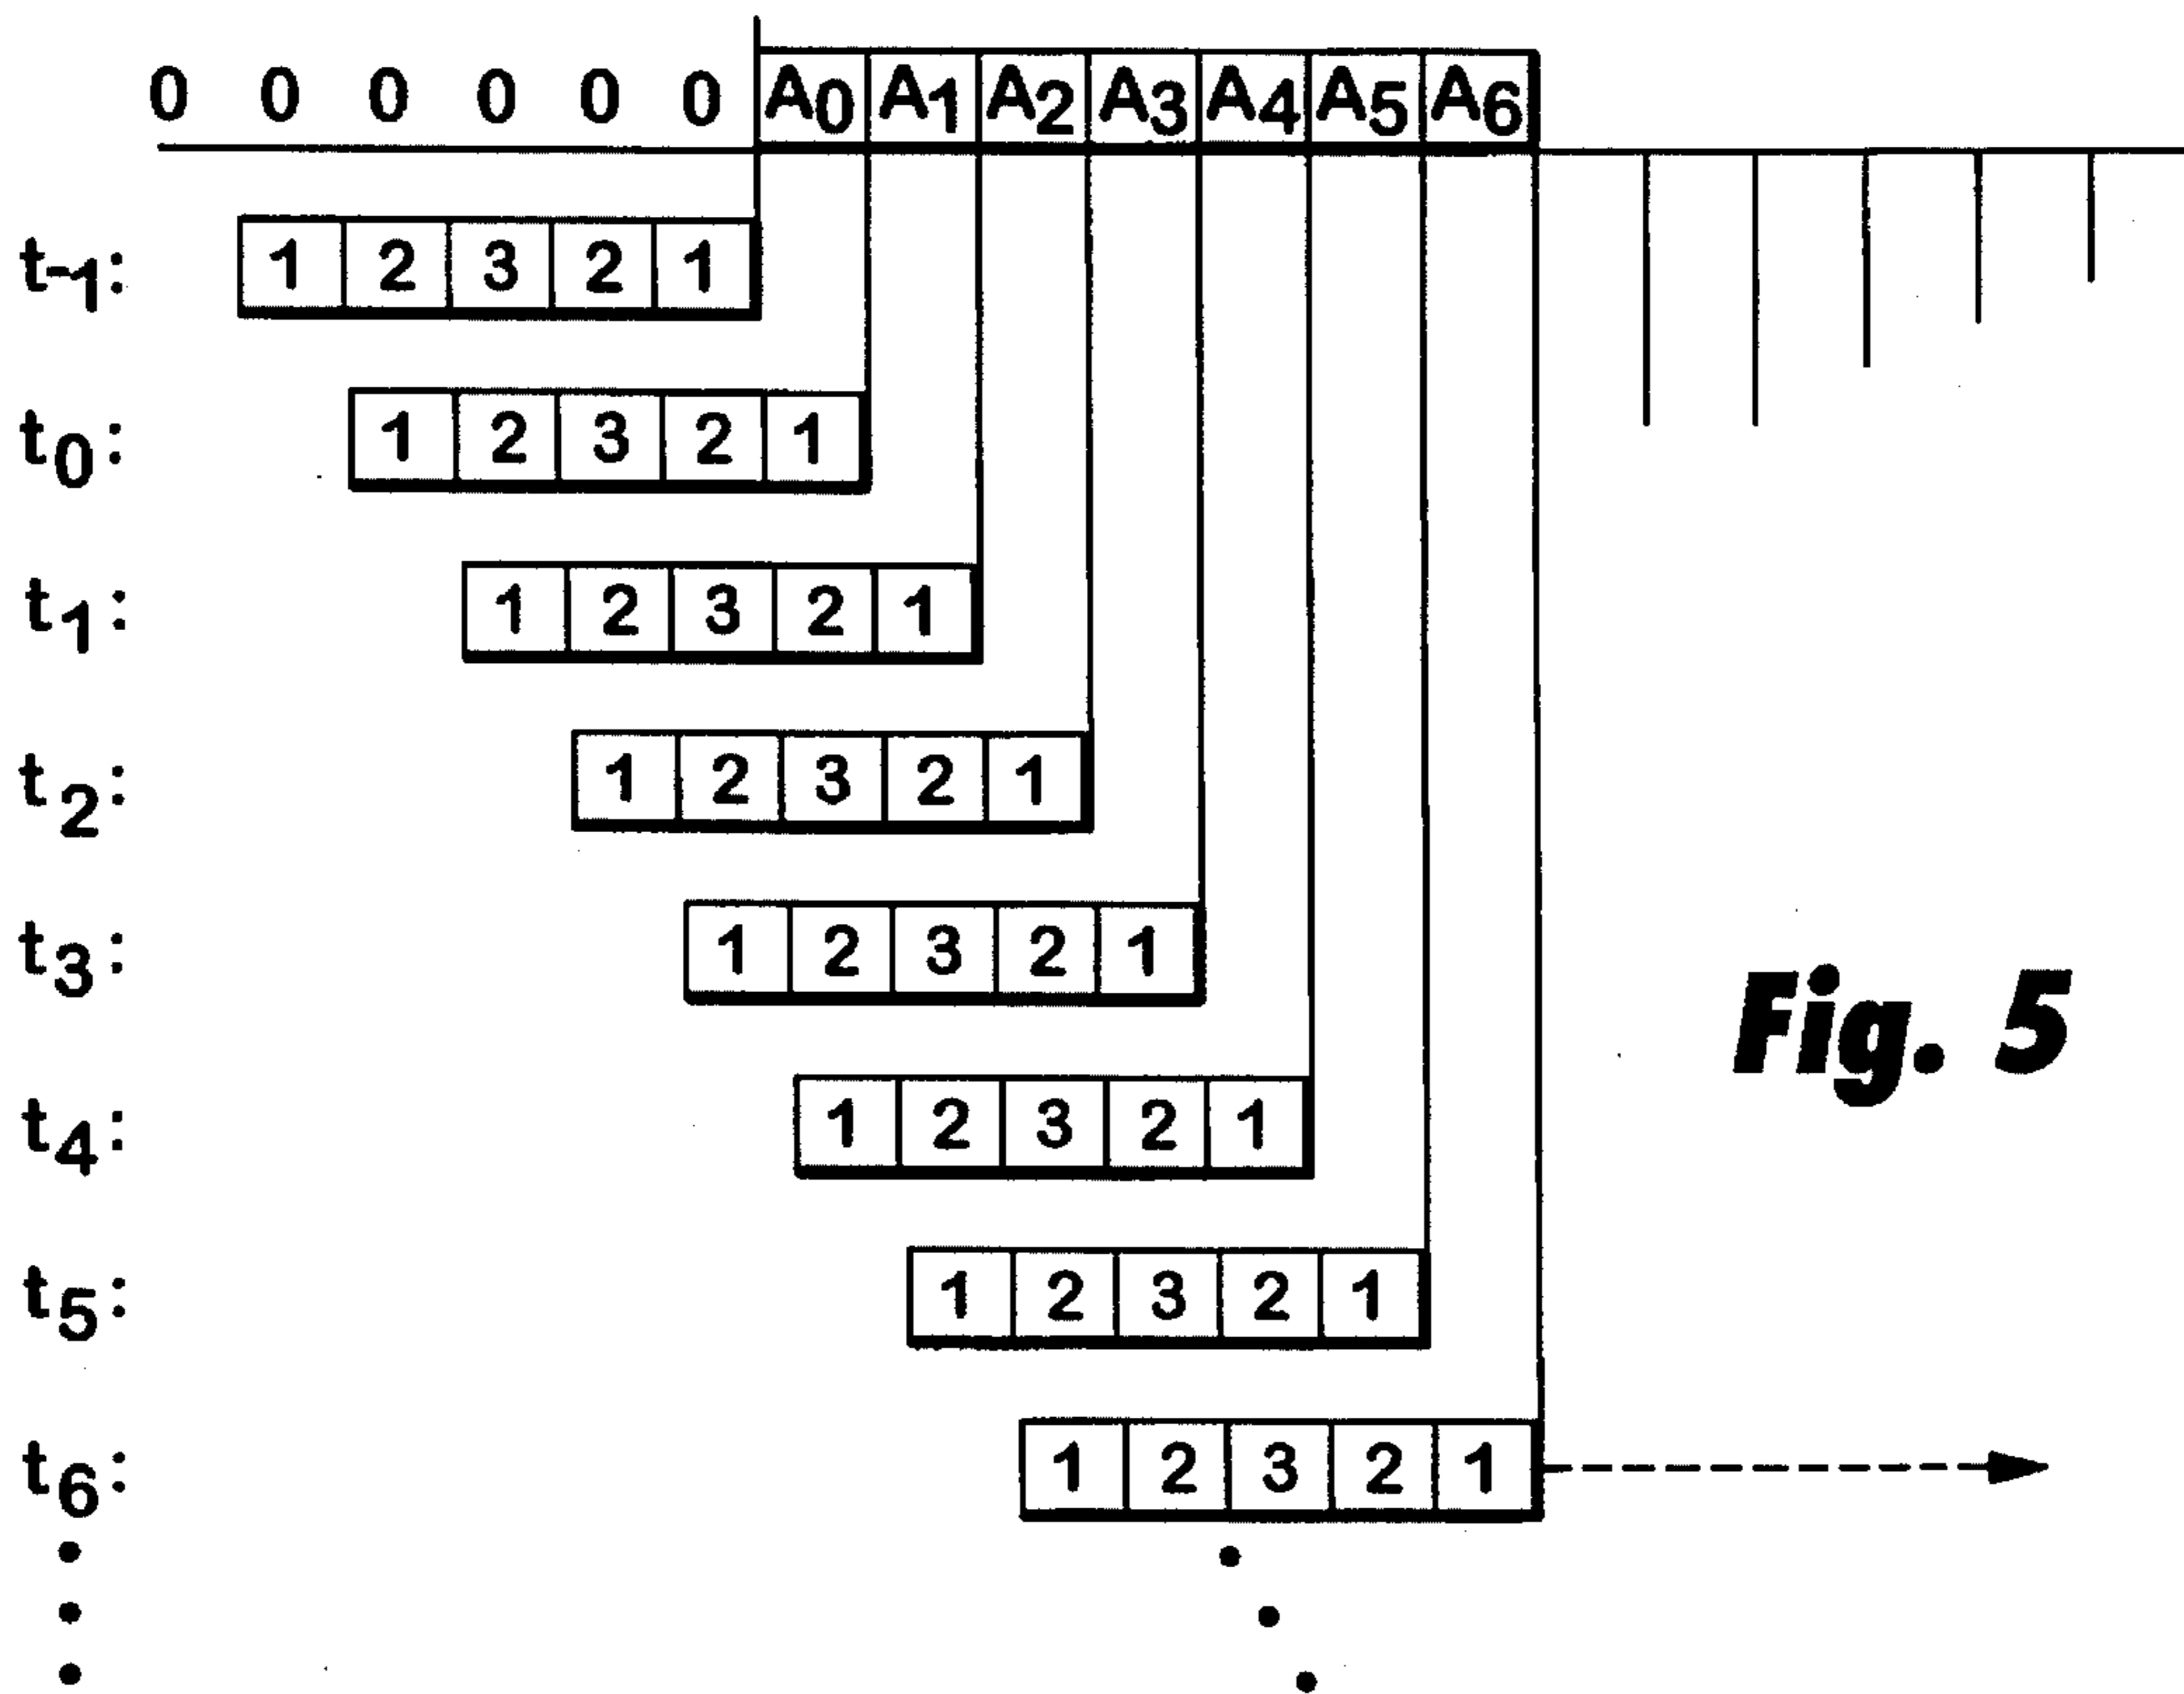 0 0 0 0 0 0 A0 A1 A2 A3 A4 A5 A6
t-1: 1 2 3 2 1
t0: 1 2 3 2 1
t1: 1 2 3 2 1
t2: 1 2 3 2 1
t3: 1 2 3 2 1
Fig. 5
t4: 1 2 3 2 1
t5: 1 2 3 2 1
t6: 1 2 3 2 1